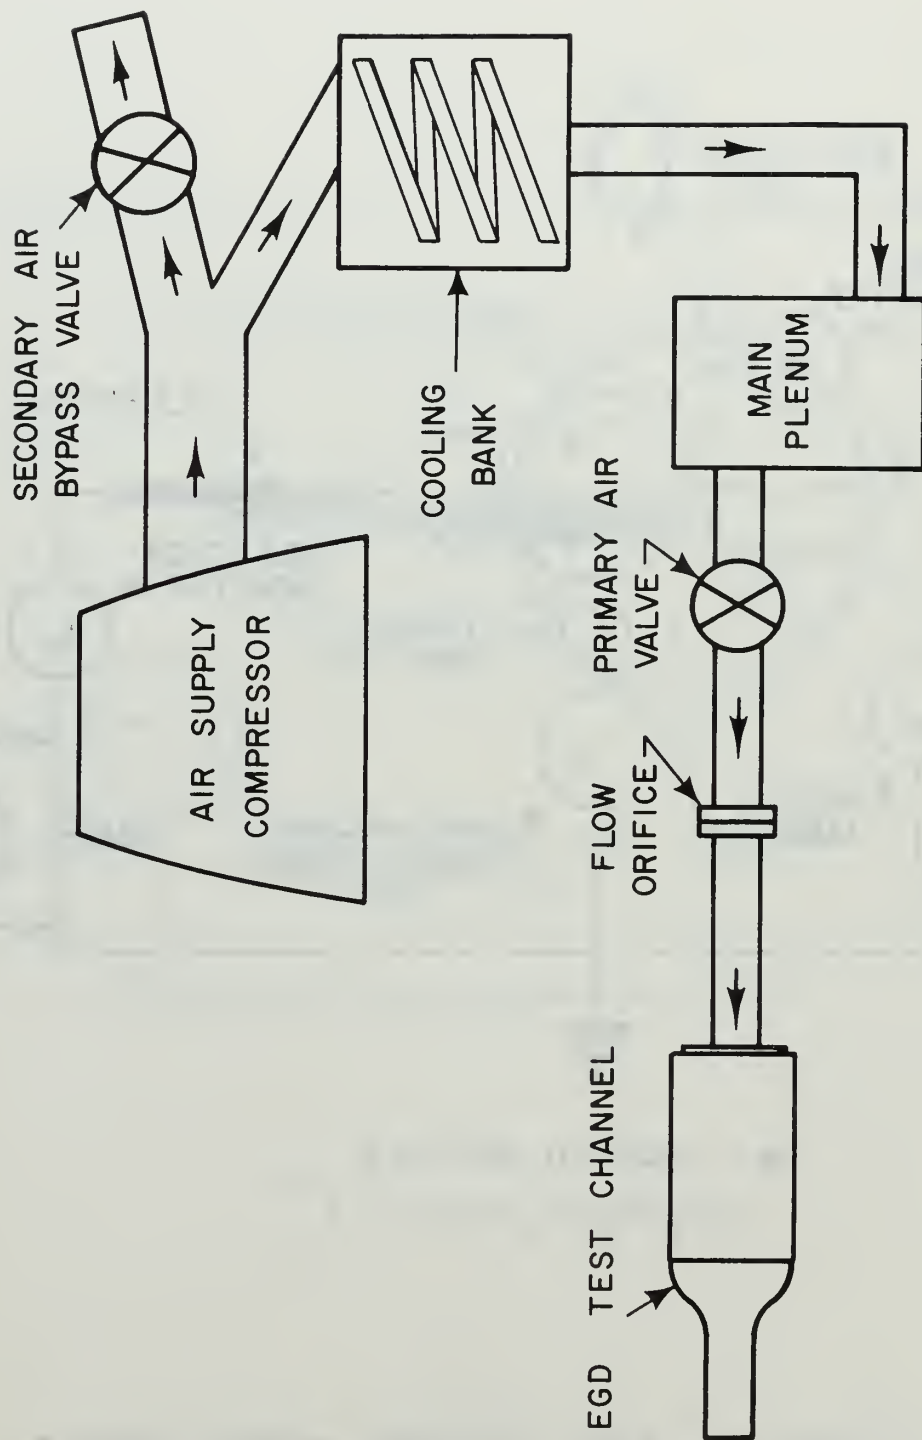 SECONDARY AIR
BYPASS VALVE
AIR SUPPLY
COMPRESSOR
COOLING
BANK
MAIN
PLENUM
PRIMARY AIR
VALVE
FLOW
ORIFICE
EGD TEST CHANNEL